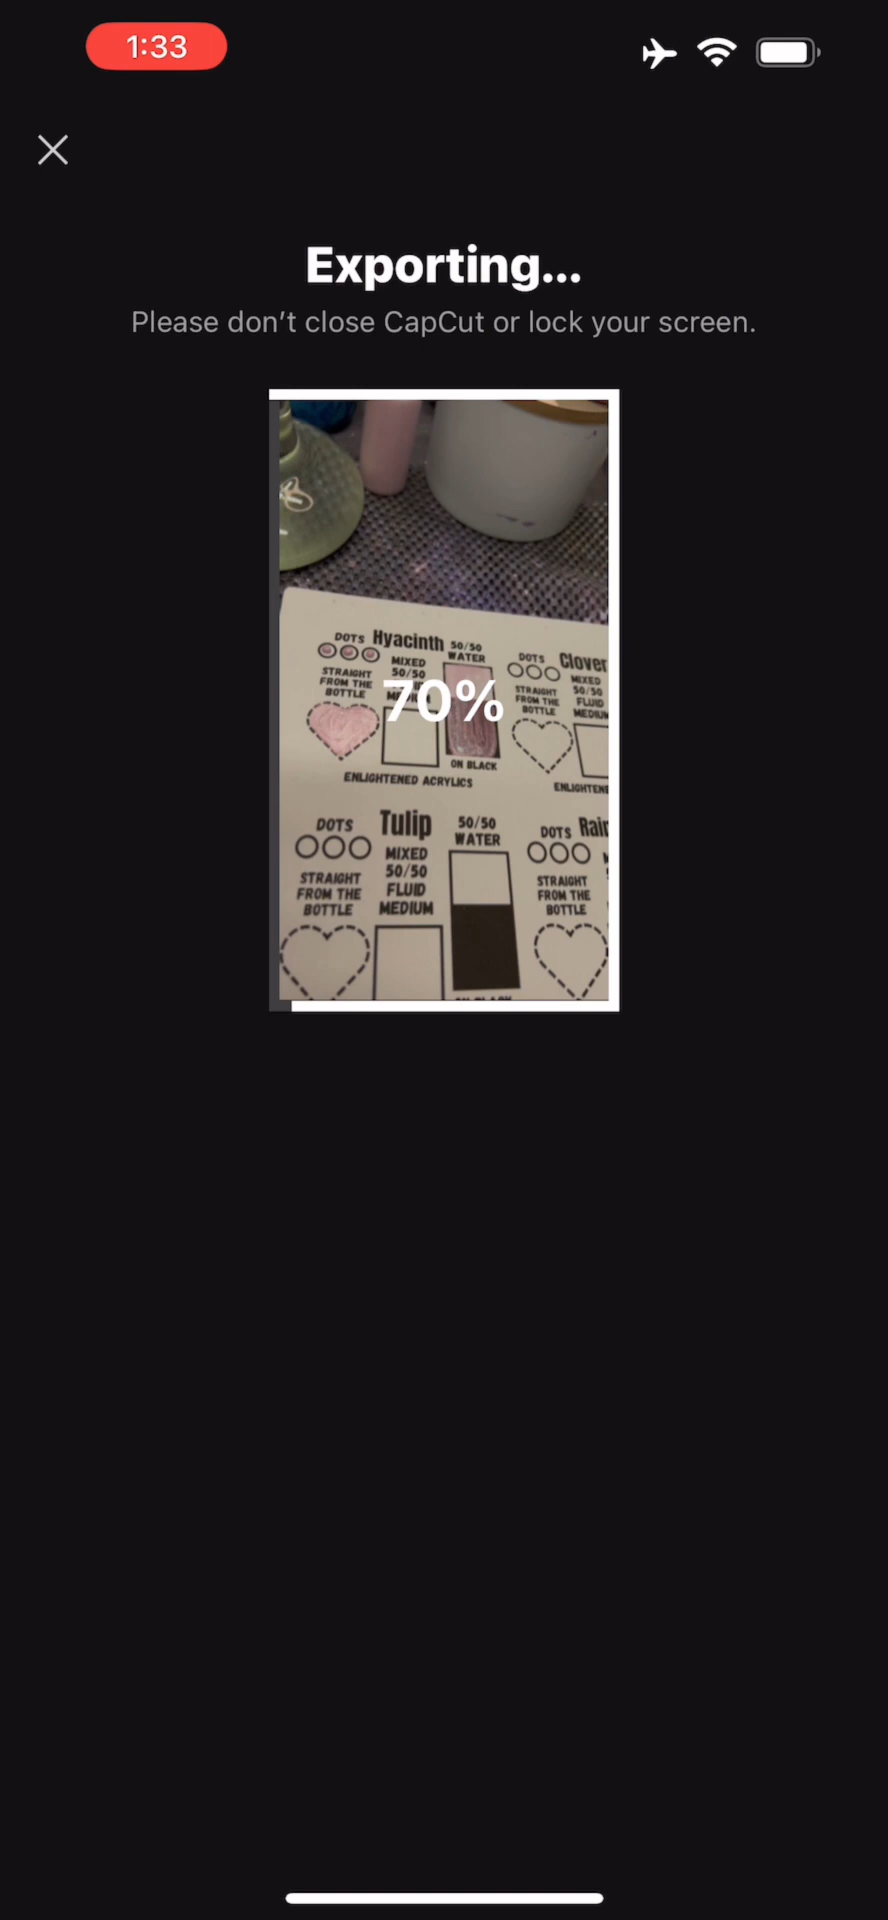 1:33
Exporting...
Please don't close CapCut or lock your screen.
DOTS Hyacinth 50/50
WATER
MIXED
50/50
STRAIGHT
FROM THE
BOTTLE
70%
ON BLACK
ENLIGHTENED ACRYLICS
DOTS Clover
MIXED
50/50
FLUID
MEDIUM
STRAIGHT
FROM THE
BOTTLE
DOTS Tulip 50/50
WATER
MIXED
50/50
FLUID
MEDIUM
STRAIGHT
FROM THE
BOTTLE
DOTS
STRAIGHT
FROM THE
BOTTLE